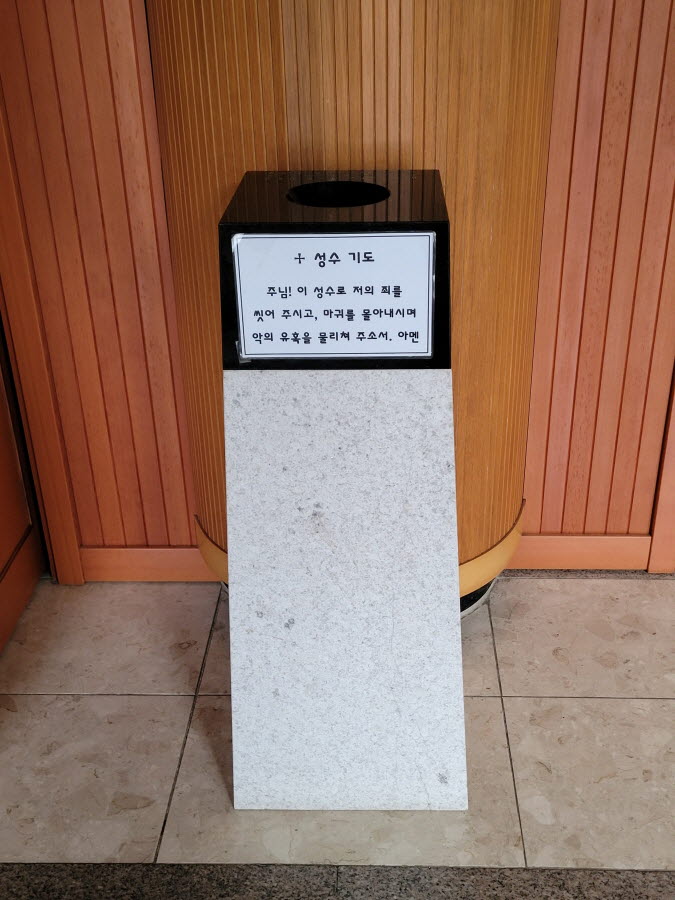 ✢ 성수 기도
주님! 이 성수로 저의 죄를
씻어 주시고, 마귀를 몰아내시며
악의 유혹을 물리쳐 주소서. 아멘